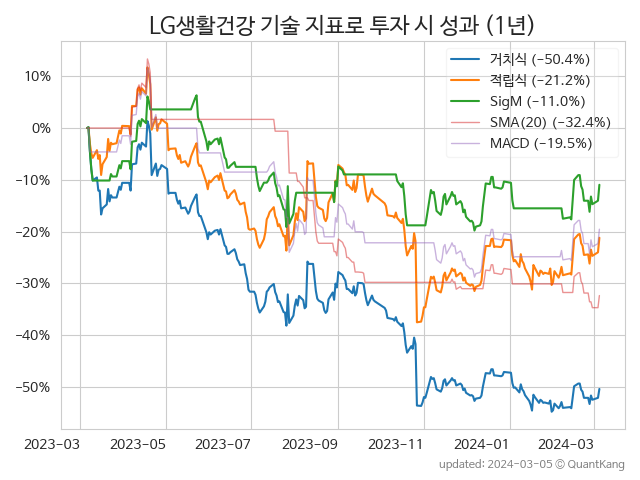 LG생활건강 기술 지표로 투자 시 성과 (1년)
거치식 (−50.4%)
적립식 (−21.2%)
SigM (−11.0%)
SMA(20) (−32.4%)
MACD (−19.5%)
10%
0%
−10%
−20%
−30%
−40%
−50%
2023−03 2023−05 2023−07 2023−09 2023−11 2024−01 2024−03
updated: 2024−03−05 ⓒ QuantKang